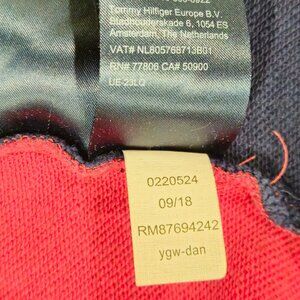 Tommy Hilfiger Europe B.V.
Stadhouderskade 6, 1054 ES
Amsterdam, The Netherlands
VAT# NL805768713B01
RN# 77806 CA# 50900
0220524
09/18
RM87694242
ygw-dan